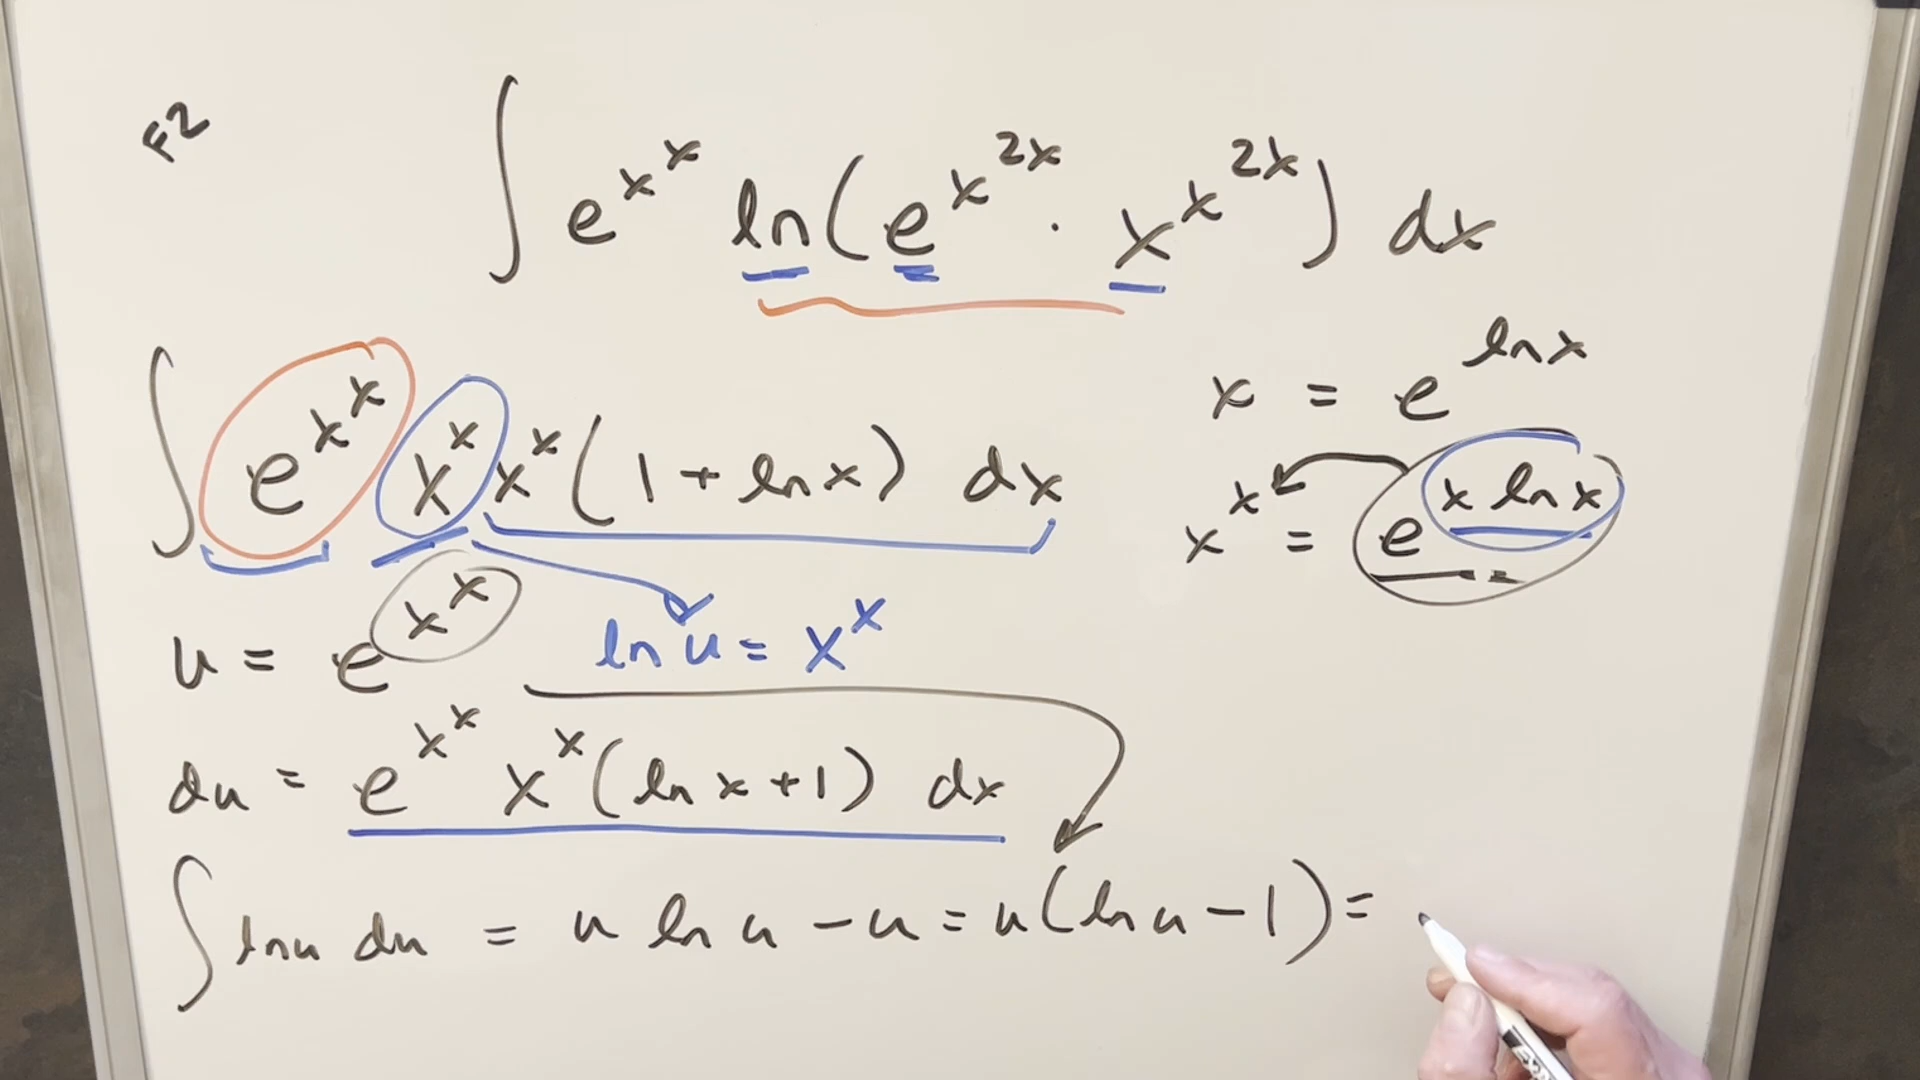 F2
∫ e^{x^x} ln(e^{x^{2x}} · x^{x^{2x}}) dx
∫ e^{x^x} x^x x^x (1 + ln x) dx
x = e^{ln x}
x^x = e^{x ln x}
u = e^{x^x}
ln u = x^x
du = e^{x^x} x^x (ln x + 1) dx
∫ ln u du = u ln u - u = u(ln u - 1) =